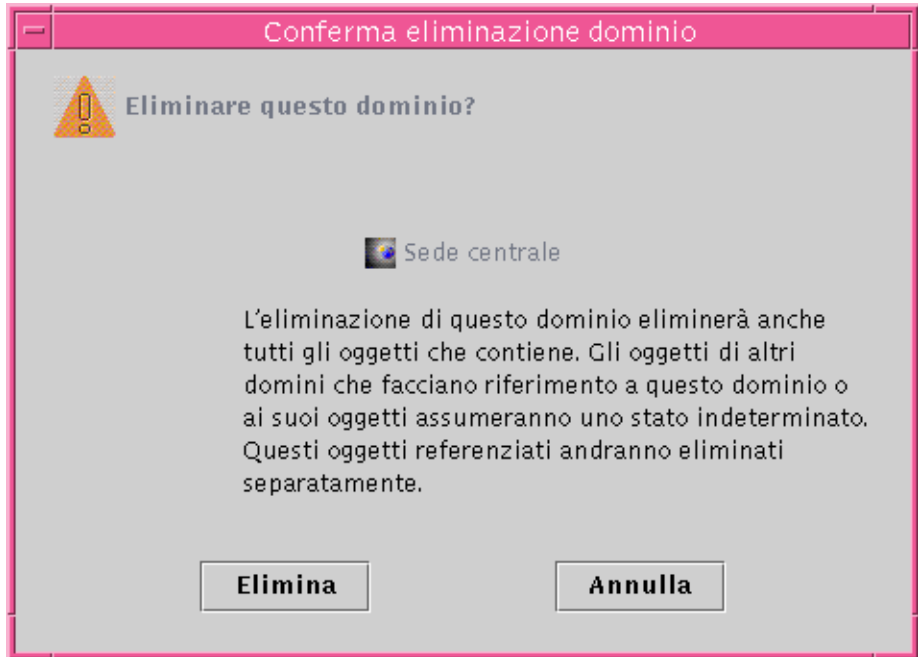 Conferma eliminazione dominio
Eliminare questo dominio?
Sede centrale
L'eliminazione di questo dominio eliminerà anche
tutti gli oggetti che contiene. Gli oggetti di altri
domini che facciano riferimento a questo dominio o
ai suoi oggetti assumeranno uno stato indeterminato.
Questi oggetti referenziati andranno eliminati
separatamente.
Elimina
Annulla